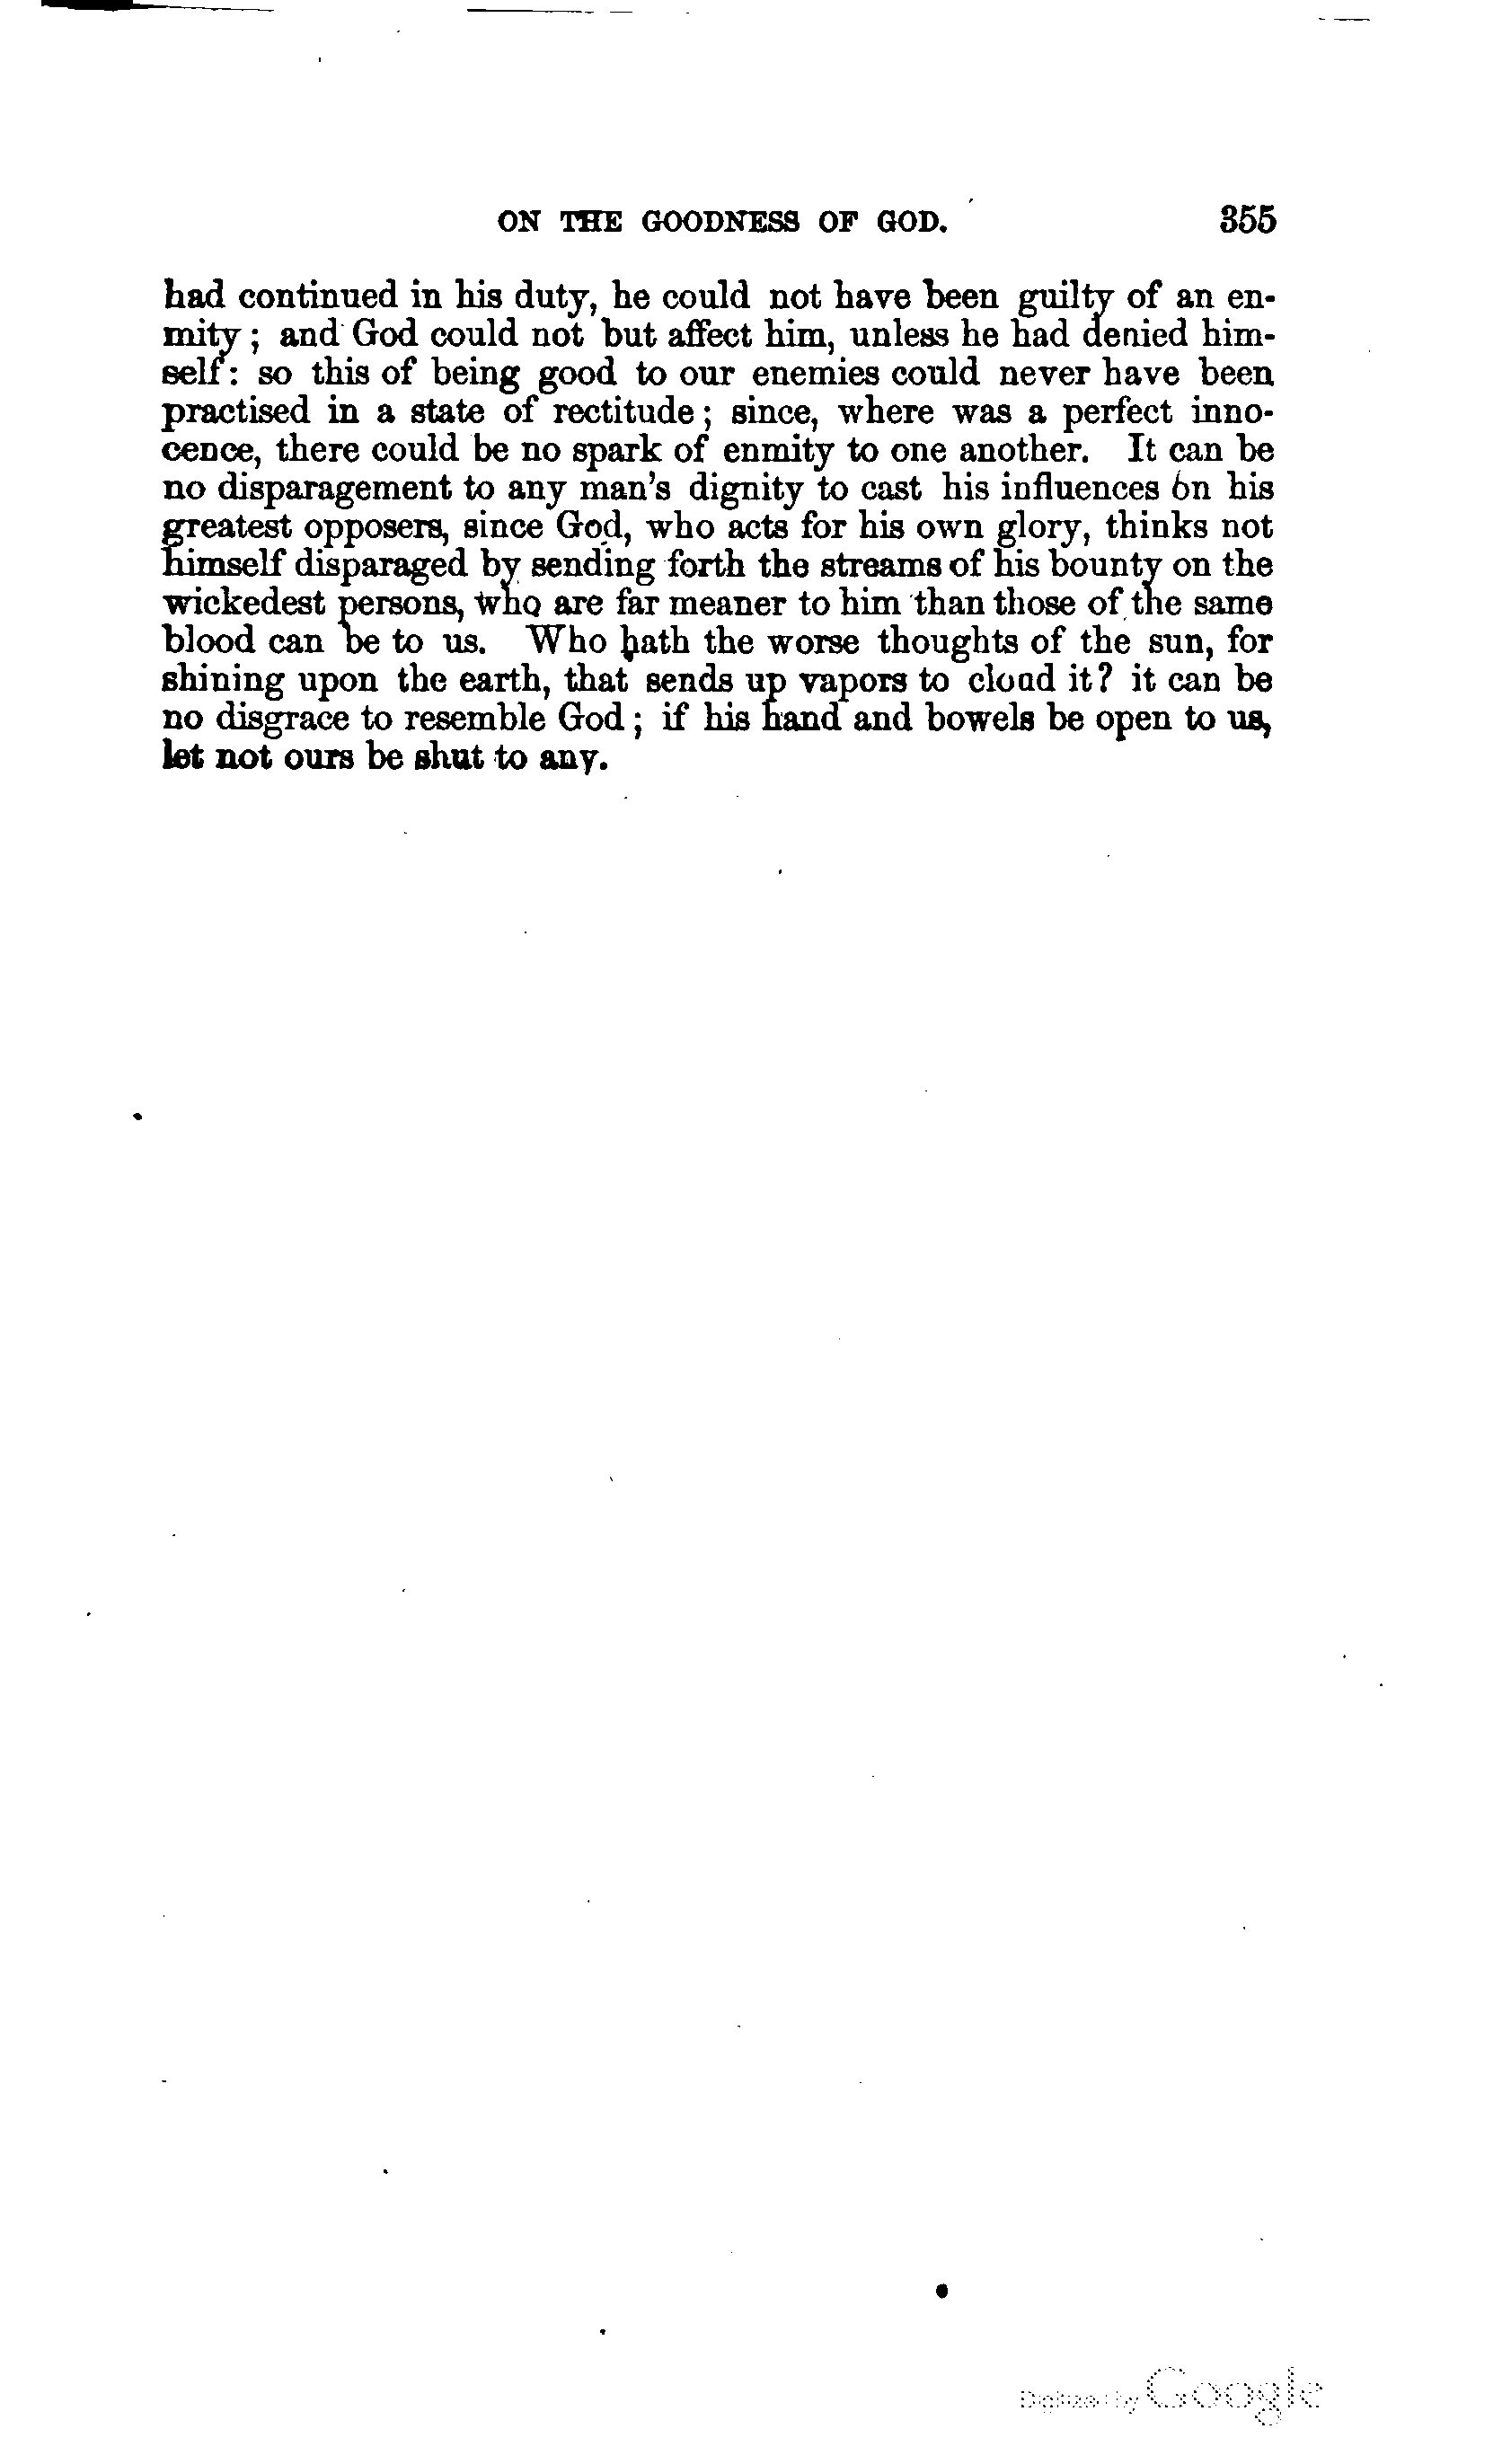 ON THE GOODNESS OF GOD. 355
had continued in his duty, he could not have been guilty of an en-
mity; and God could not but affect him, unless he had denied him-
self: so this of being good to our enemies could never have been
practised in a state of rectitude; since, where was a perfect inno-
cence, there could be no spark of enmity to one another. It can be
no disparagement to any man's dignity to cast his influences on his
greatest opposers, since God, who acts for his own glory, thinks not
himself disparaged by sending forth the streams of his bounty on the
wickedest persons, who are far meaner to him than those of the same
blood can be to us. Who hath the worse thoughts of the sun, for
shining upon the earth, that sends up vapors to cloud it? it can be
no disgrace to resemble God; if his hand and bowels be open to us,
let not ours be shut to any.
Digitized by Google